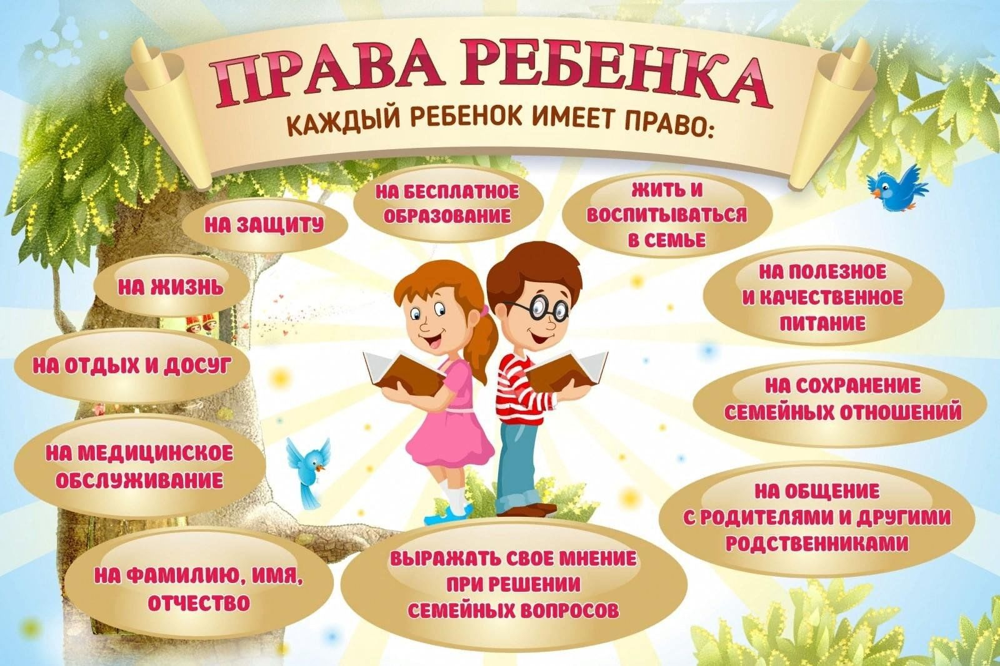 ПРАВА РЕБЕНКА
КАЖДЫЙ РЕБЕНОК ИМЕЕТ ПРАВО:
НА БЕСПЛАТНОЕ
ОБРАЗОВАНИЕ
ЖИТЬ И
ВОСПИТЫВАТЬСЯ
В СЕМЬЕ
НА ЗАЩИТУ
НА ПОЛЕЗНОЕ
И КАЧЕСТВЕННОЕ
ПИТАНИЕ
НА ЖИЗНЬ
НА ОТДЫХ И ДОСУГ
НА СОХРАНЕНИЕ
СЕМЕЙНЫХ ОТНОШЕНИЙ
НА МЕДИЦИНСКОЕ
ОБСЛУЖИВАНИЕ
НА ОБЩЕНИЕ
С РОДИТЕЛЯМИ И ДРУГИМИ
РОДСТВЕННИКАМИ
НА ФАМИЛИЮ, ИМЯ,
ОТЧЕСТВО
ВЫРАЖАТЬ СВОЕ МНЕНИЕ
ПРИ РЕШЕНИИ
СЕМЕЙНЫХ ВОПРОСОВ